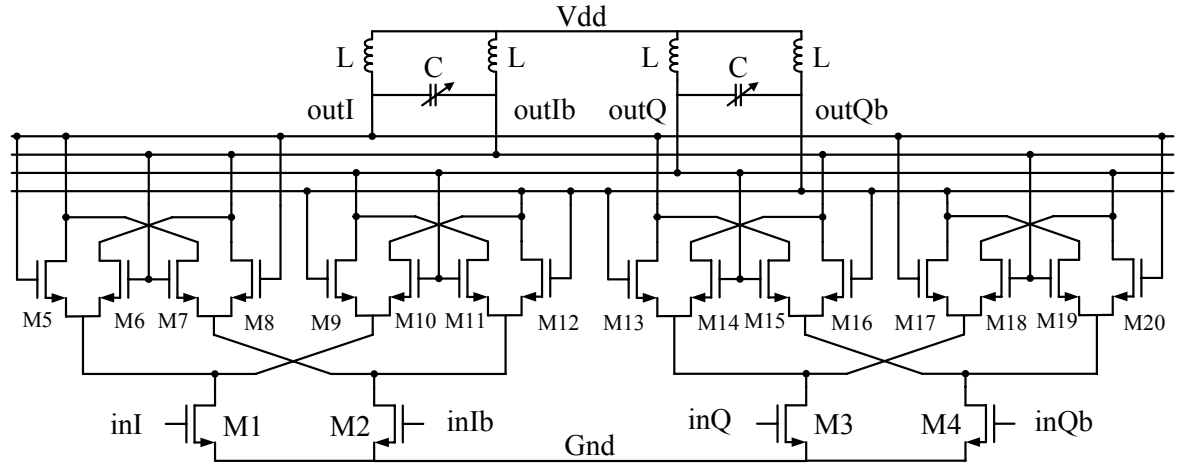 Vdd
L C L L C L
outI outIb outQ outQb
M5 M6 M7 M8 M9 M10 M11 M12 M13 M14 M15 M16 M17 M18 M19 M20
inI M1 M2 inIb inQ M3 M4 inQb
Gnd